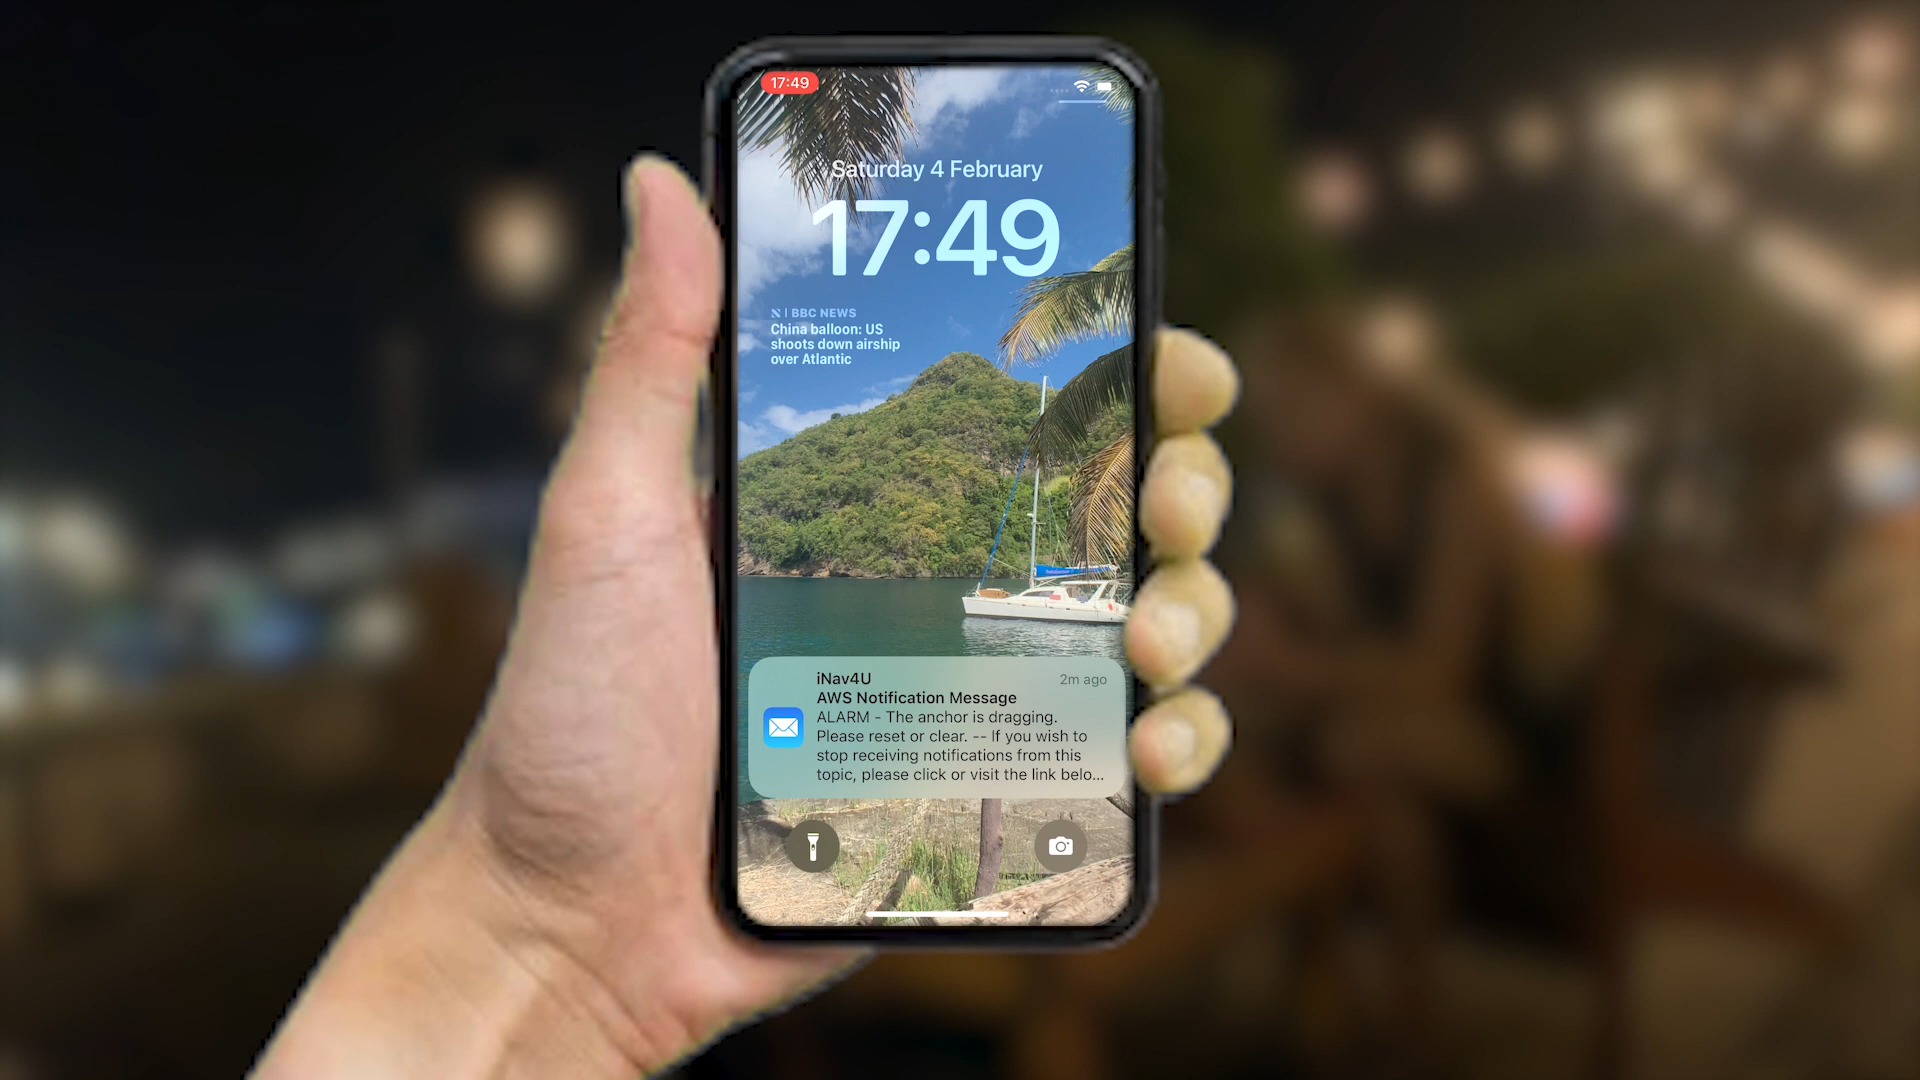 17:49
Saturday 4 February
17:49
BBC NEWS
China balloon: US
shoots down airship
over Atlantic
iNav4U
2m ago
AWS Notification Message
ALARM - The anchor is dragging.
Please reset or clear. -- If you wish to
stop receiving notifications from this
topic, please click or visit the link belo...